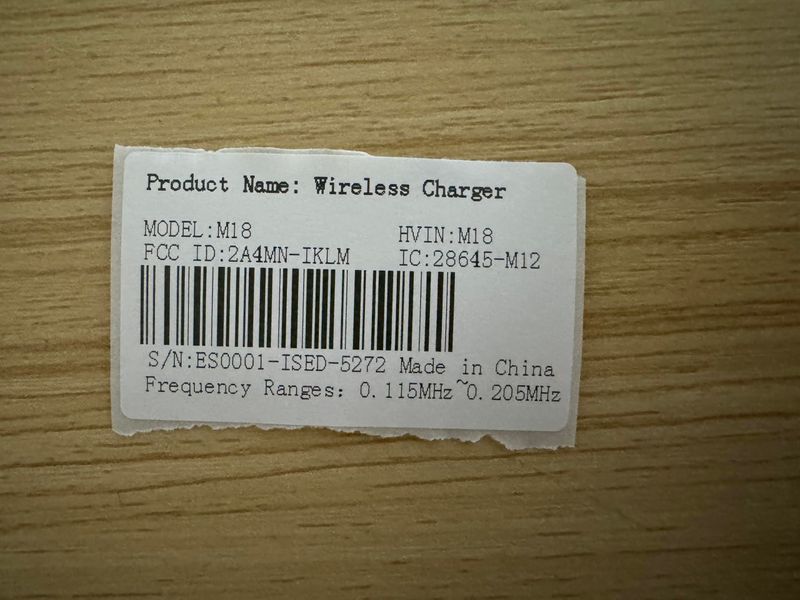 Product Name: Wireless Charger
MODEL:M18 HVIN:M18
FCC ID:2A4MN-IKLM IC:28645-M12
S/N:ES0001-ISED-5272 Made in China
Frequency Ranges: 0.115MHz~0.205MHz